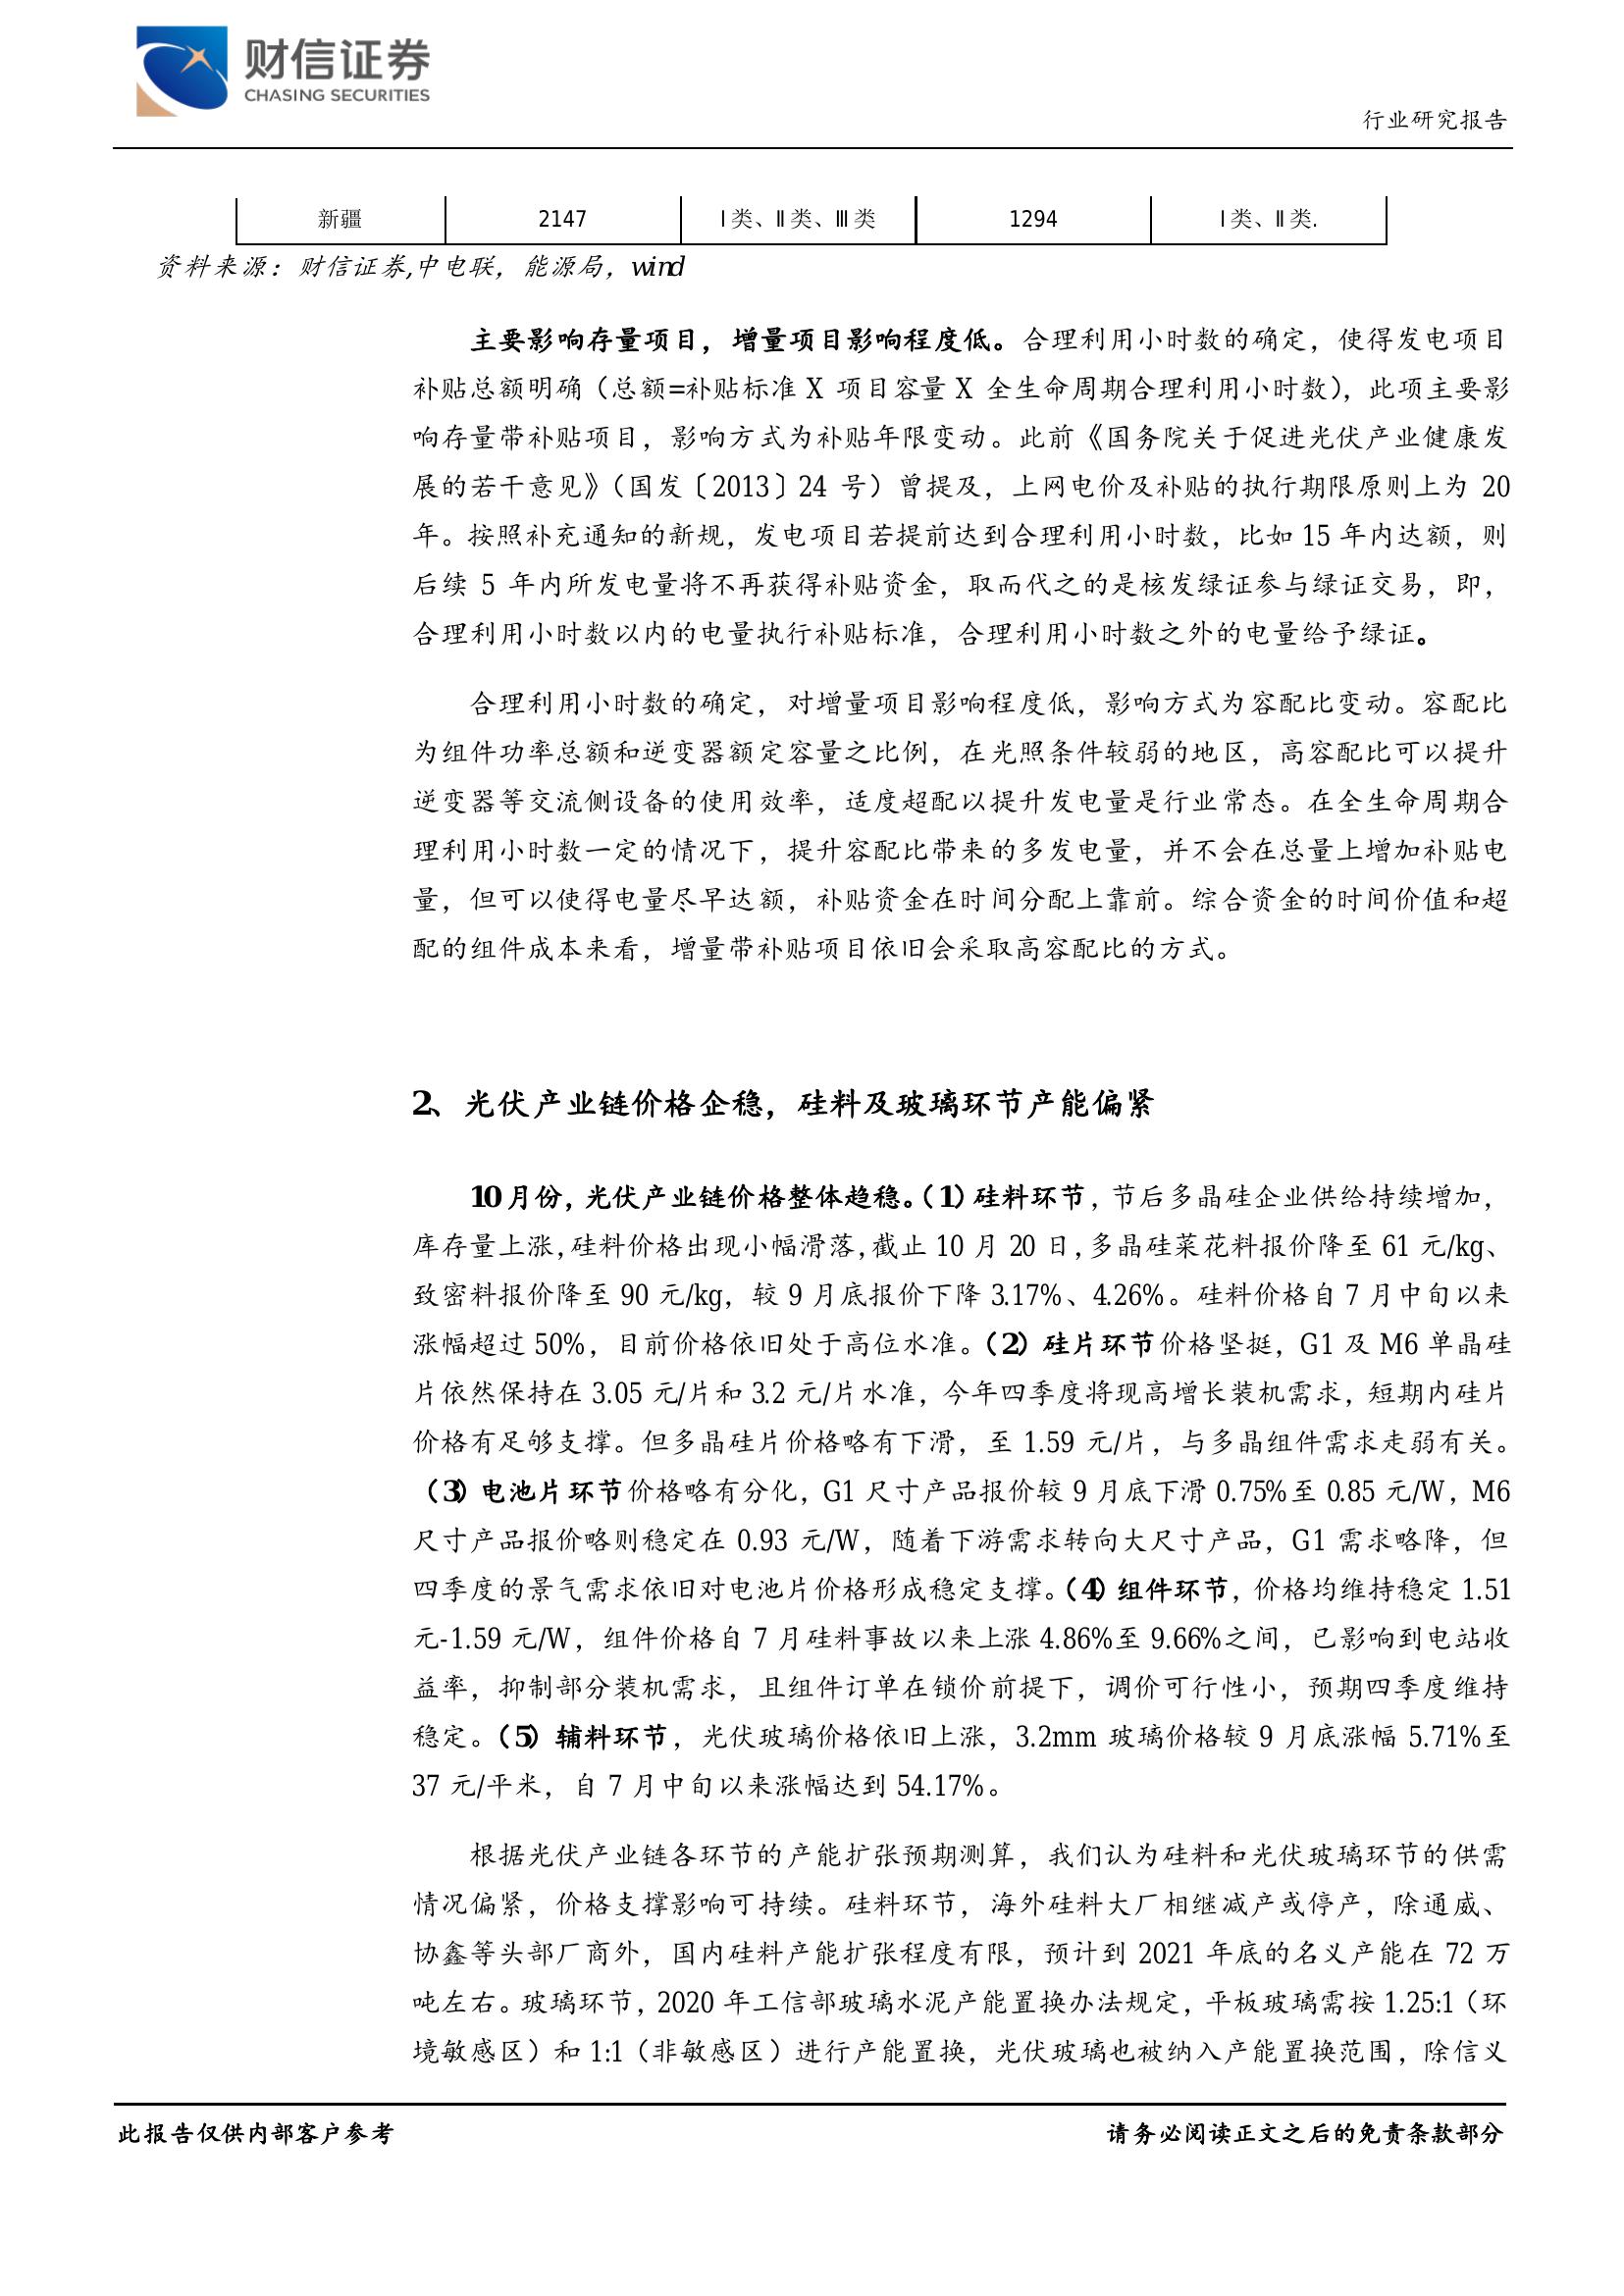 财信证券
CHASING SECURITIES
行业研究报告
新疆 2147 Ⅰ类、Ⅱ类、Ⅲ类 1294 Ⅰ类、Ⅱ类.
资料来源：财信证券,中电联，能源局，wind
主要影响存量项目，增量项目影响程度低。合理利用小时数的确定，使得发电项目
补贴总额明确（总额=补贴标准 X 项目容量 X 全生命周期合理利用小时数），此项主要影
响存量带补贴项目，影响方式为补贴年限变动。此前《国务院关于促进光伏产业健康发
展的若干意见》（国发〔2013〕24 号）曾提及，上网电价及补贴的执行期限原则上为 20
年。按照补充通知的新规，发电项目若提前达到合理利用小时数，比如 15 年内达额，则
后续 5 年内所发电量将不再获得补贴资金，取而代之的是核发绿证参与绿证交易，即，
合理利用小时数以内的电量执行补贴标准，合理利用小时数之外的电量给予绿证。
合理利用小时数的确定，对增量项目影响程度低，影响方式为容配比变动。容配比
为组件功率总额和逆变器额定容量之比例，在光照条件较弱的地区，高容配比可以提升
逆变器等交流侧设备的使用效率，适度超配以提升发电量是行业常态。在全生命周期合
理利用小时数一定的情况下，提升容配比带来的多发电量，并不会在总量上增加补贴电
量，但可以使得电量尽早达额，补贴资金在时间分配上靠前。综合资金的时间价值和超
配的组件成本来看，增量带补贴项目依旧会采取高容配比的方式。
2、光伏产业链价格企稳，硅料及玻璃环节产能偏紧
10 月份，光伏产业链价格整体趋稳。（1）硅料环节，节后多晶硅企业供给持续增加，
库存量上涨，硅料价格出现小幅滑落，截止 10 月 20 日，多晶硅菜花料报价降至 61 元/kg、
致密料报价降至 90 元/kg，较 9 月底报价下降 3.17%、4.26%。硅料价格自 7 月中旬以来
涨幅超过 50%，目前价格依旧处于高位水准。（2）硅片环节价格坚挺，G1 及 M6 单晶硅
片依然保持在 3.05 元/片和 3.2 元/片水准，今年四季度将现高增长装机需求，短期内硅片
价格有足够支撑。但多晶硅片价格略有下滑，至 1.59 元/片，与多晶组件需求走弱有关。
（3）电池片环节价格略有分化，G1 尺寸产品报价较 9 月底下滑 0.75%至 0.85 元/W，M6
尺寸产品报价略则稳定在 0.93 元/W，随着下游需求转向大尺寸产品，G1 需求略降，但
四季度的景气需求依旧对电池片价格形成稳定支撑。（4）组件环节，价格均维持稳定 1.51
元-1.59 元/W，组件价格自 7 月硅料事故以来上涨 4.86%至 9.66%之间，已影响到电站收
益率，抑制部分装机需求，且组件订单在锁价前提下，调价可行性小，预期四季度维持
稳定。（5）辅料环节，光伏玻璃价格依旧上涨，3.2mm 玻璃价格较 9 月底涨幅 5.71%至
37 元/平米，自 7 月中旬以来涨幅达到 54.17%。
根据光伏产业链各环节的产能扩张预期测算，我们认为硅料和光伏玻璃环节的供需
情况偏紧，价格支撑影响可持续。硅料环节，海外硅料大厂相继减产或停产，除通威、
协鑫等头部厂商外，国内硅料产能扩张程度有限，预计到 2021 年底的名义产能在 72 万
吨左右。玻璃环节，2020 年工信部玻璃水泥产能置换办法规定，平板玻璃需按 1.25:1（环
境敏感区）和 1:1（非敏感区）进行产能置换，光伏玻璃也被纳入产能置换范围，除信义
此报告仅供内部客户参考
请务必阅读正文之后的免责条款部分